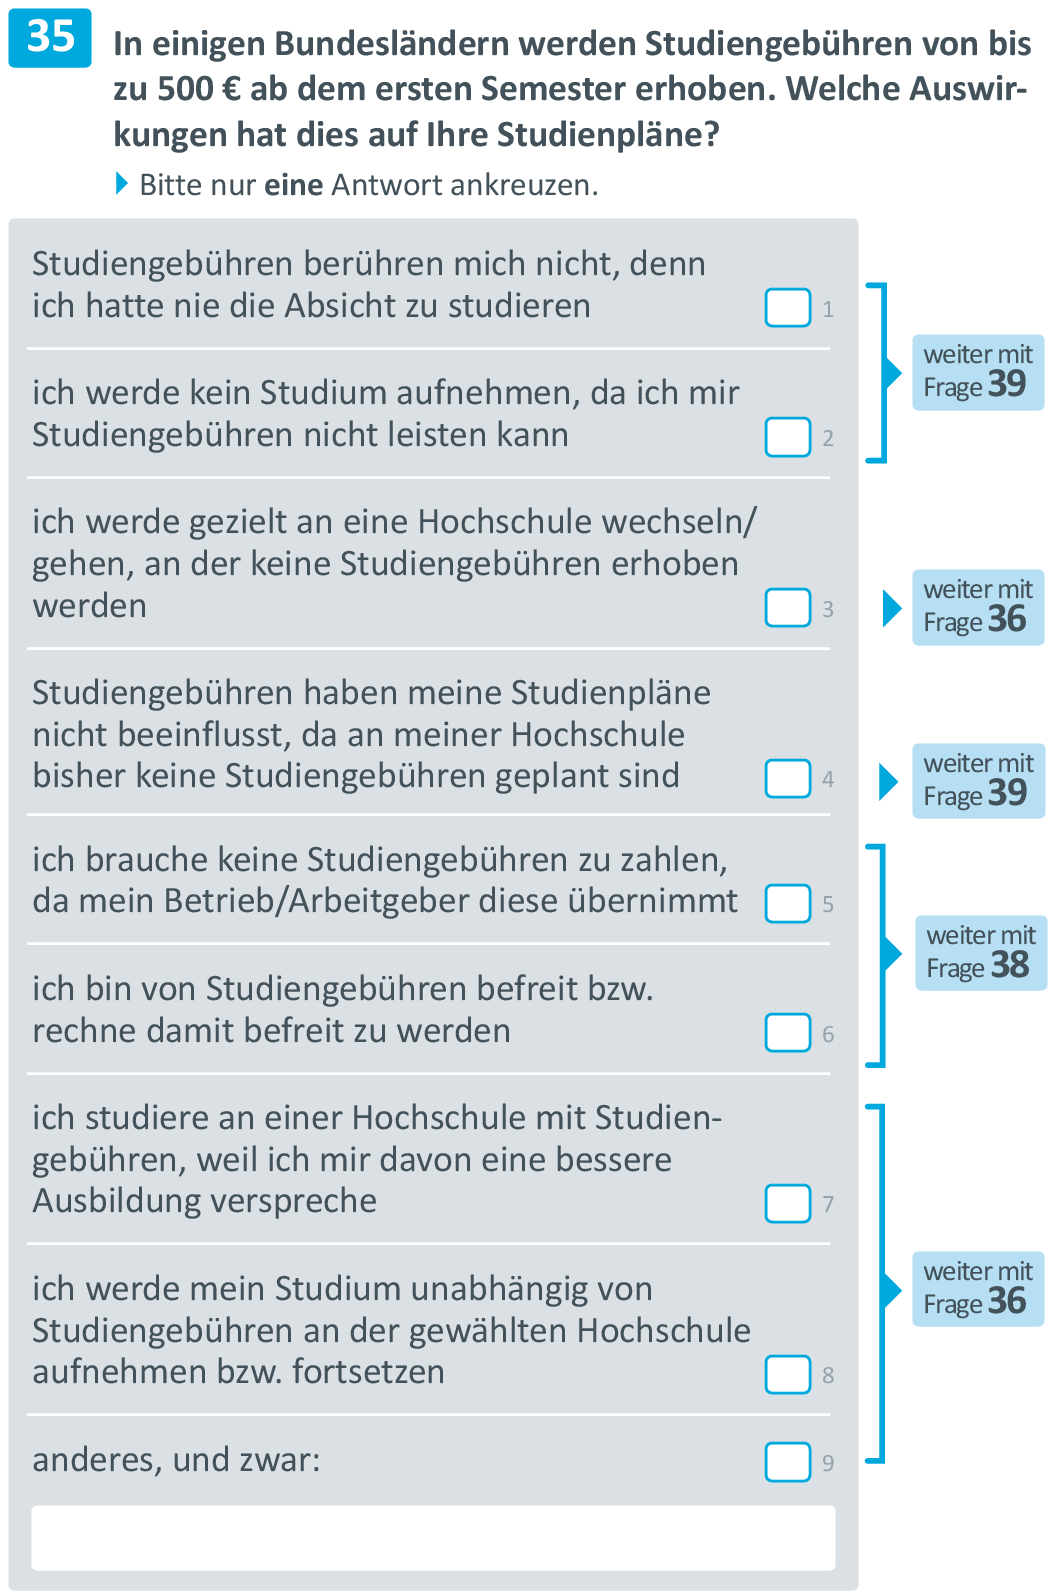 35
In einigen Bundesländern werden Studiengebühren von bis
zu 500 € ab dem ersten Semester erhoben. Welche Auswir-
kungen hat dies auf Ihre Studienpläne?
Bitte nur eine Antwort ankreuzen.
Studiengebühren berühren mich nicht, denn
ich hatte nie die Absicht zu studieren
1
ich werde kein Studium aufnehmen, da ich mir
Studiengebühren nicht leisten kann
2
weiter mit
Frage 39
ich werde gezielt an eine Hochschule wechseln/
gehen, an der keine Studiengebühren erhoben
werden
3
weiter mit
Frage 36
Studiengebühren haben meine Studienpläne
nicht beeinflusst, da an meiner Hochschule
bisher keine Studiengebühren geplant sind
4
weiter mit
Frage 39
ich brauche keine Studiengebühren zu zahlen,
da mein Betrieb/Arbeitgeber diese übernimmt
5
ich bin von Studiengebühren befreit bzw.
rechne damit befreit zu werden
6
weiter mit
Frage 38
ich studiere an einer Hochschule mit Studien-
gebühren, weil ich mir davon eine bessere
Ausbildung verspreche
7
ich werde mein Studium unabhängig von
Studiengebühren an der gewählten Hochschule
aufnehmen bzw. fortsetzen
8
anderes, und zwar:
9
weiter mit
Frage 36